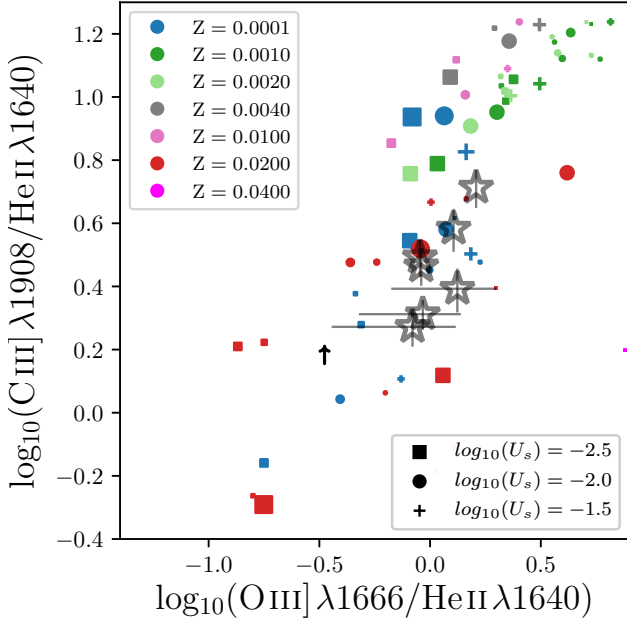 log₁₀(C III] λ1908/He II λ1640)
1.2
1.0
0.8
0.6
0.4
0.2
0.0
−0.2
−0.4
Z = 0.0001
Z = 0.0010
Z = 0.0020
Z = 0.0040
Z = 0.0100
Z = 0.0200
Z = 0.0400
log₁₀(Uₛ) = −2.5
log₁₀(Uₛ) = −2.0
log₁₀(Uₛ) = −1.5
−1.0 −0.5 0.0 0.5
log₁₀(O III] λ1666/He II λ1640)